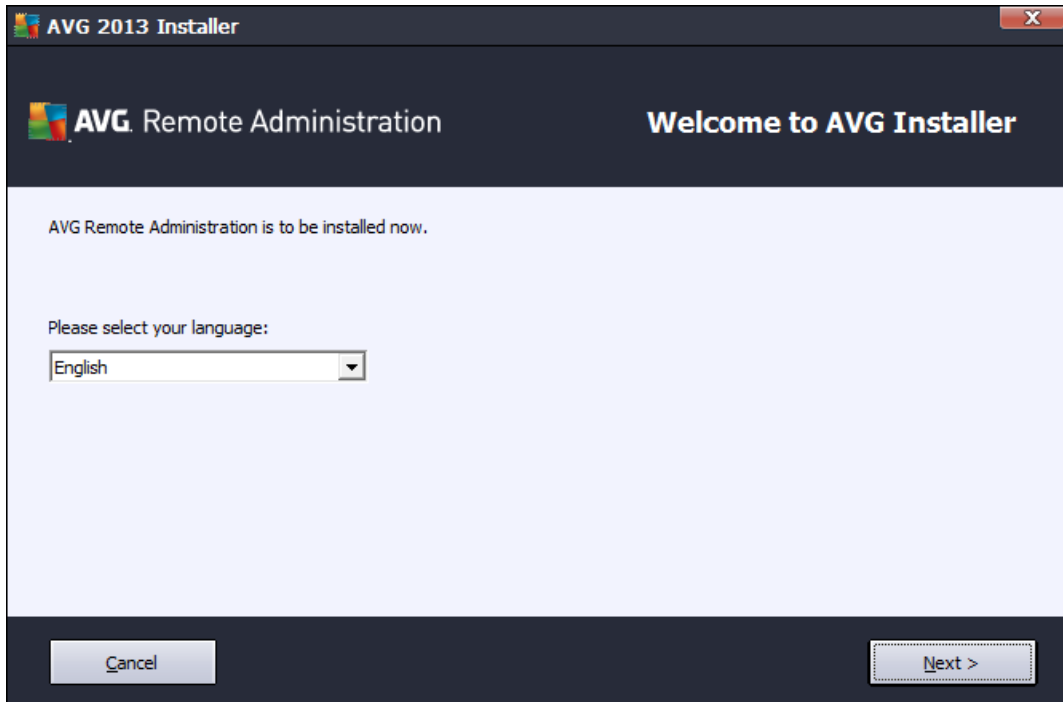 AVG 2013 Installer
X
AVG. Remote Administration
Welcome to AVG Installer
AVG Remote Administration is to be installed now.
Please select your language:
English
Cancel
Next >